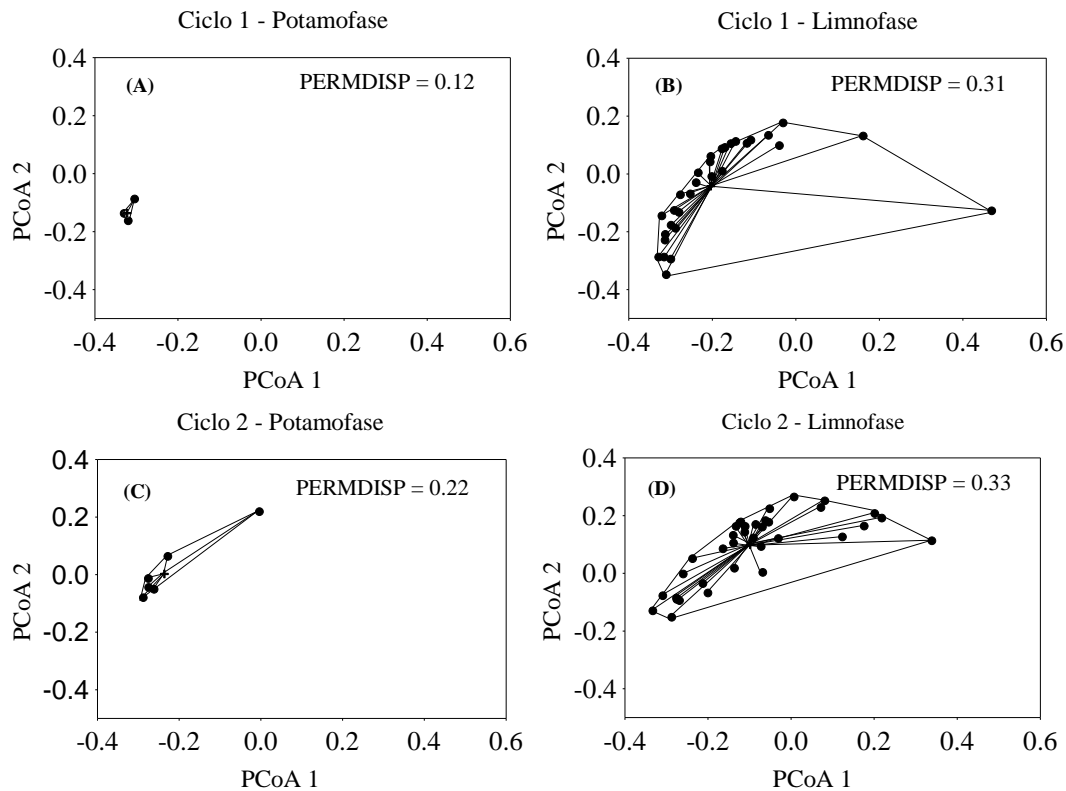 Ciclo 1 - Potamofase
(A)
PERMDISP = 0.12
0.4
0.2
0.0
-0.2
-0.4
PCoA 2
-0.4 -0.2 0.0 0.2 0.4 0.6
PCoA 1
Ciclo 1 - Limnofase
(B)
PERMDISP = 0.31
0.4
0.2
0.0
-0.2
-0.4
PCoA 2
-0.4 -0.2 0.0 0.2 0.4 0.6
PCoA 1
Ciclo 2 - Potamofase
(C)
PERMDISP = 0.22
0.4
0.2
0.0
-0.2
-0.4
PCoA 2
-0.4 -0.2 0.0 0.2 0.4 0.6
PCoA 1
Ciclo 2 - Limnofase
(D)
PERMDISP = 0.33
0.4
0.2
0.0
-0.2
-0.4
PCoA 2
-0.4 -0.2 0.0 0.2 0.4 0.6
PCoA 1